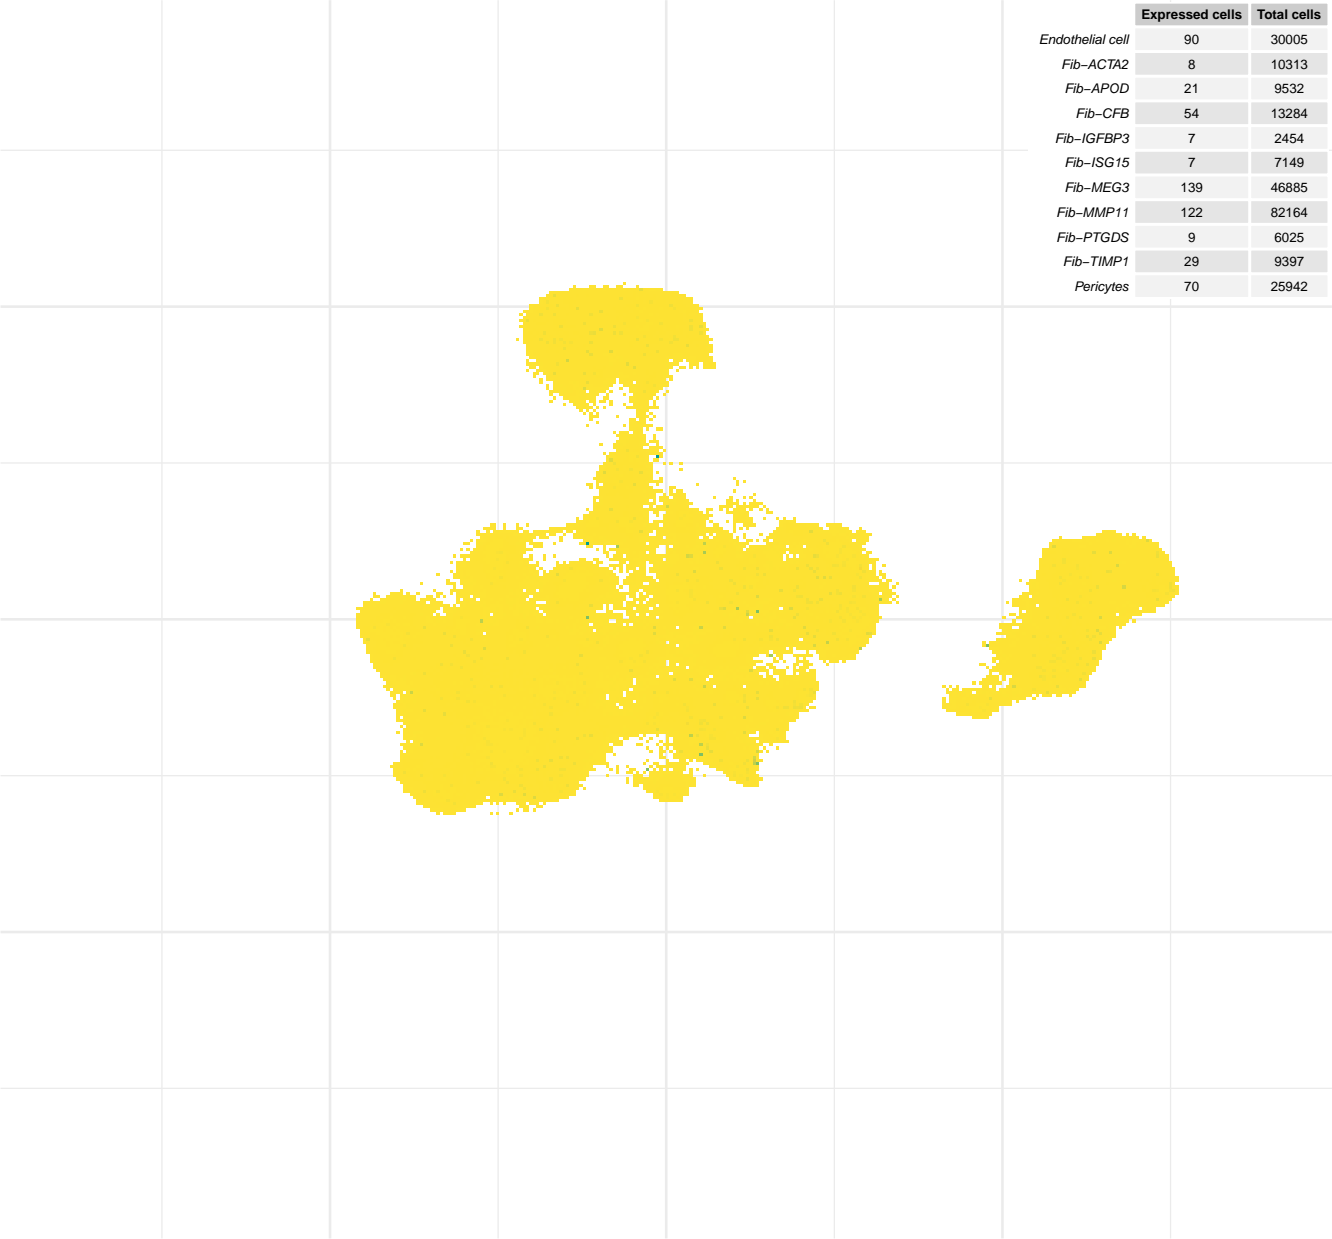 Expressed cells Total cells
Endothelial cell 90 30005
Fib−ACTA2 8 10313
Fib−APOD 21 9532
Fib−CFB 54 13284
Fib−IGFBP3 7 2454
Fib−ISG15 7 7149
Fib−MEG3 139 46885
Fib−MMP11 122 82164
Fib−PTGDS 9 6025
Fib−TIMP1 29 9397
Pericytes 70 25942